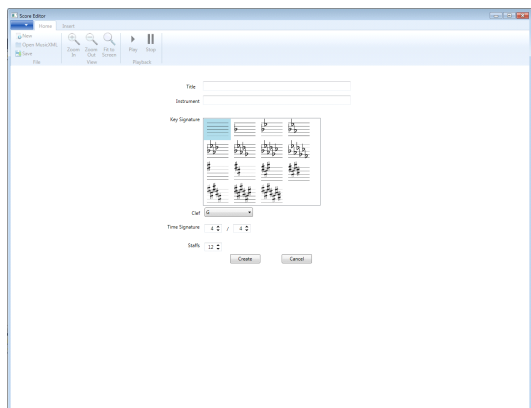 Score Editor
Home Insert
New
Open MusicXML
Save
File
Zoom In
Zoom Out
Fit to Screen
View
Play
Stop
Playback
Title
Instrument
Key Signature
Clef G
Time Signature 4 / 4
Staffs 12
Create Cancel